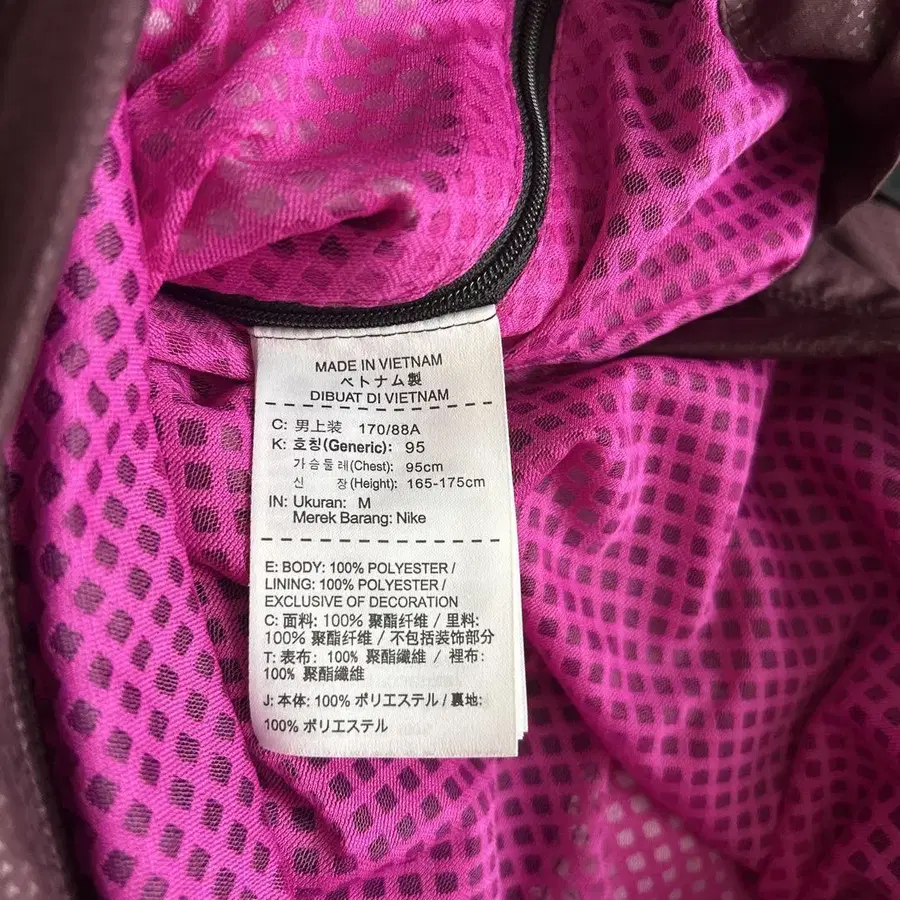 MADE IN VIETNAM
ベトナム製
DIBUAT DI VIETNAM
C: 男上装 170/88A
K: 호칭(Generic): 95
가슴둘레(Chest): 95cm
신 장(Height): 165-175cm
IN: Ukuran: M
Merek Barang: Nike
E: BODY: 100% POLYESTER /
LINING: 100% POLYESTER /
EXCLUSIVE OF DECORATION
C: 面料: 100% 聚酯纤维 / 里料:
100% 聚酯纤维 / 不包括装饰部分
T: 表布: 100% 聚酯纖維 / 裡布:
100% 聚酯纖維
J: 本体: 100% ポリエステル / 裏地:
100% ポリエステル